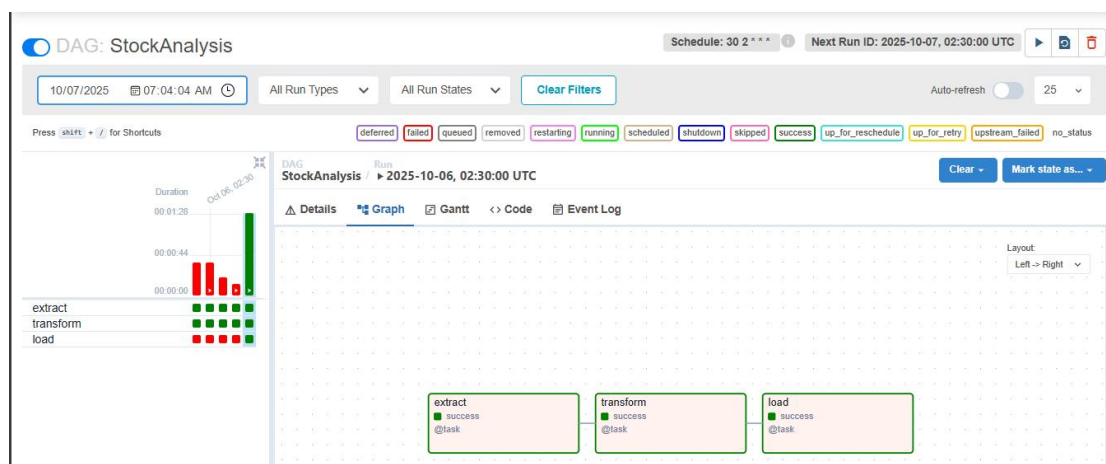 DAG: StockAnalysis
Schedule: 30 2 * * *
Next Run ID: 2025-10-07, 02:30:00 UTC
10/07/2025 07:04:04 AM
All Run Types
All Run States
Clear Filters
Auto-refresh
25
Press shift + / for Shortcuts
deferred failed queued removed restarting running scheduled shutdown skipped success up_for_reschedule up_for_retry upstream_failed no_status
DAG
StockAnalysis /
Run
2025-10-06, 02:30:00 UTC
Clear
Mark state as...
Details
Graph
Gantt
<> Code
Event Log
Duration
Oct 06, 02:30
00:01:28
00:00:44
00:00:00
extract
transform
load
Layout:
Left -> Right
extract
success
@task
transform
success
@task
load
success
@task